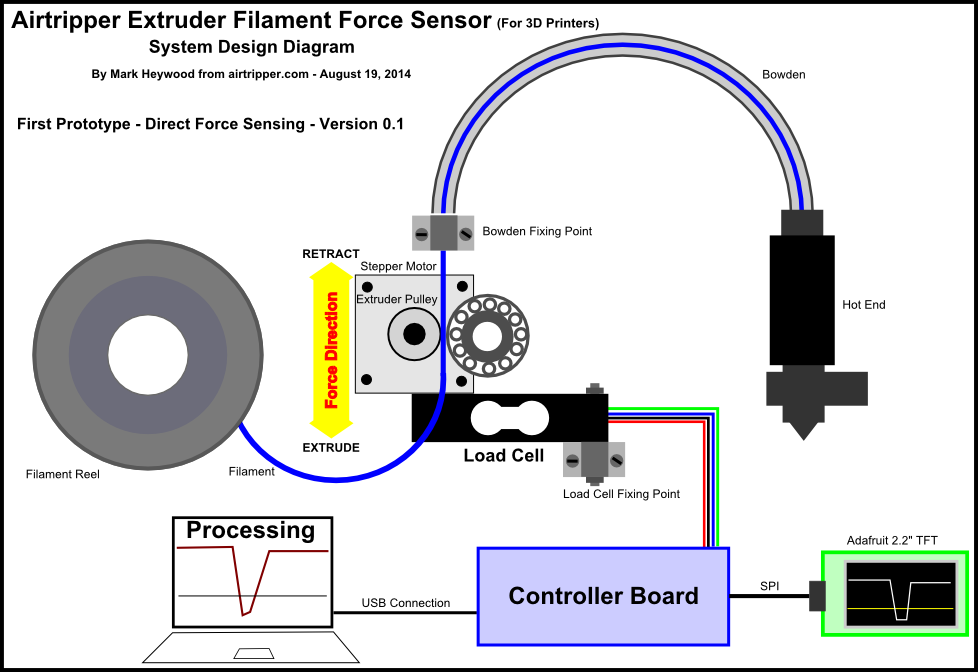 Airtripper Extruder Filament Force Sensor (For 3D Printers)
System Design Diagram
By Mark Heywood from airtripper.com - August 19, 2014
First Prototype - Direct Force Sensing - Version 0.1
Bowden
Bowden Fixing Point
RETRACT
Stepper Motor
Extruder Pulley
Force Direction
Hot End
EXTRUDE
Load Cell
Filament Reel
Filament
Load Cell Fixing Point
Processing
Adafruit 2.2" TFT
USB Connection
Controller Board
SPI